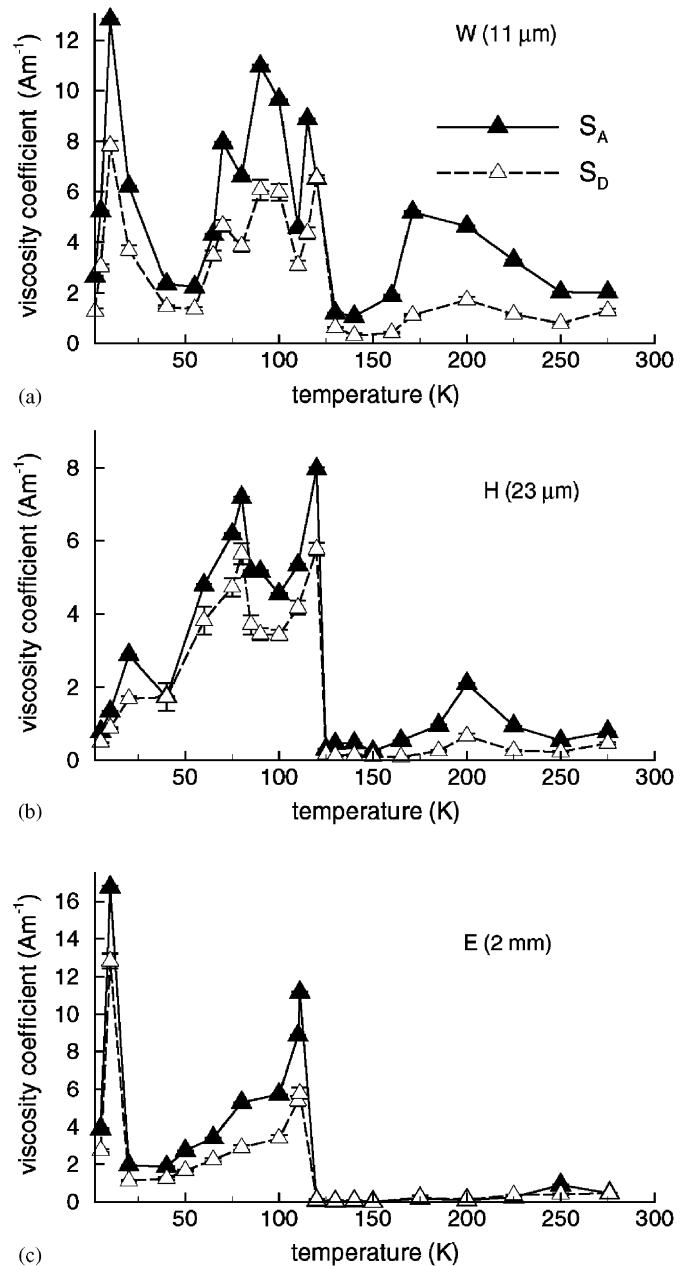 W (11 μm)
viscosity coefficient (Am⁻¹)
12
10
8
6
4
2
0
S_A
S_D
50 100 150 200 250 300
temperature (K)
(a)
H (23 μm)
viscosity coefficient (Am⁻¹)
8
6
4
2
0
50 100 150 200 250 300
temperature (K)
(b)
E (2 mm)
viscosity coefficient (Am⁻¹)
16
14
12
10
8
6
4
2
0
50 100 150 200 250 300
temperature (K)
(c)